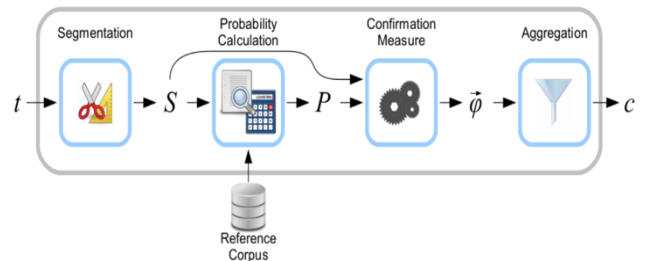 Segmentation
Probability
Calculation
Confirmation
Measure
Aggregation
t
S
P
φ⃗
c
Reference
Corpus